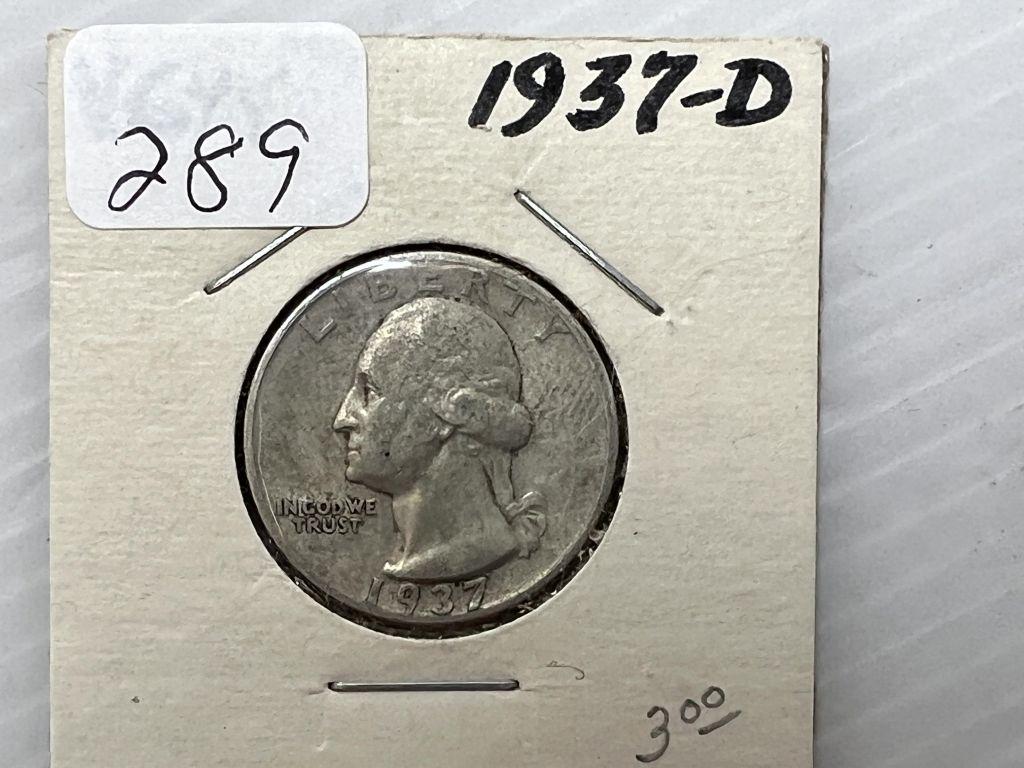 1937-D
289
LIBERTY
IN GOD WE
TRUST
1937
3.00